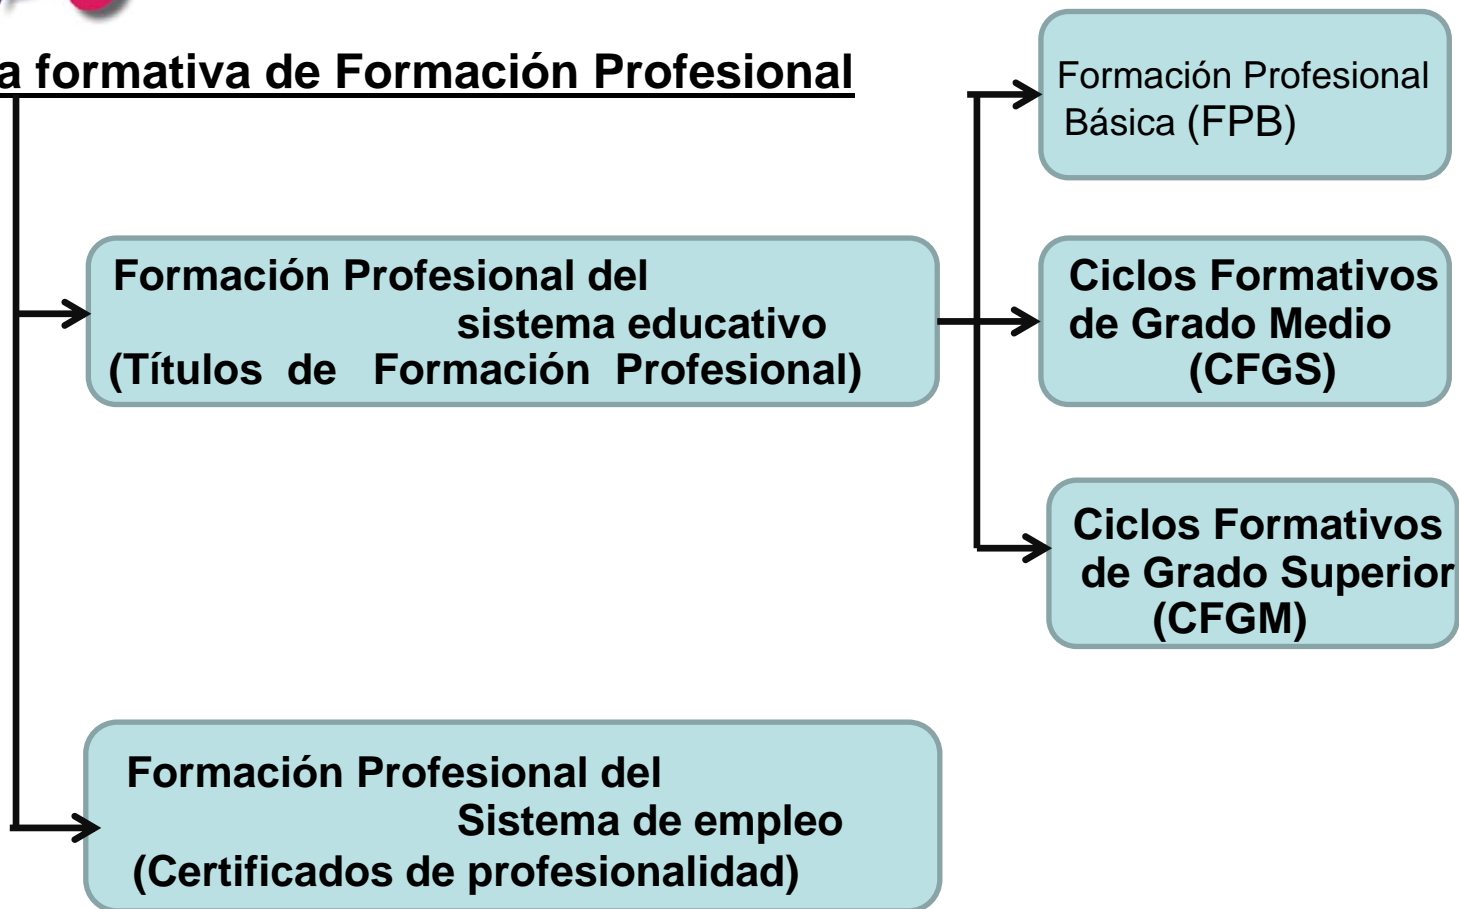 a formativa de Formación Profesional
Formación Profesional
Básica (FPB)
Formación Profesional del
sistema educativo
(Títulos de Formación Profesional)
Ciclos Formativos
de Grado Medio
(CFGS)
Ciclos Formativos
de Grado Superior
(CFGM)
Formación Profesional del
Sistema de empleo
(Certificados de profesionalidad)